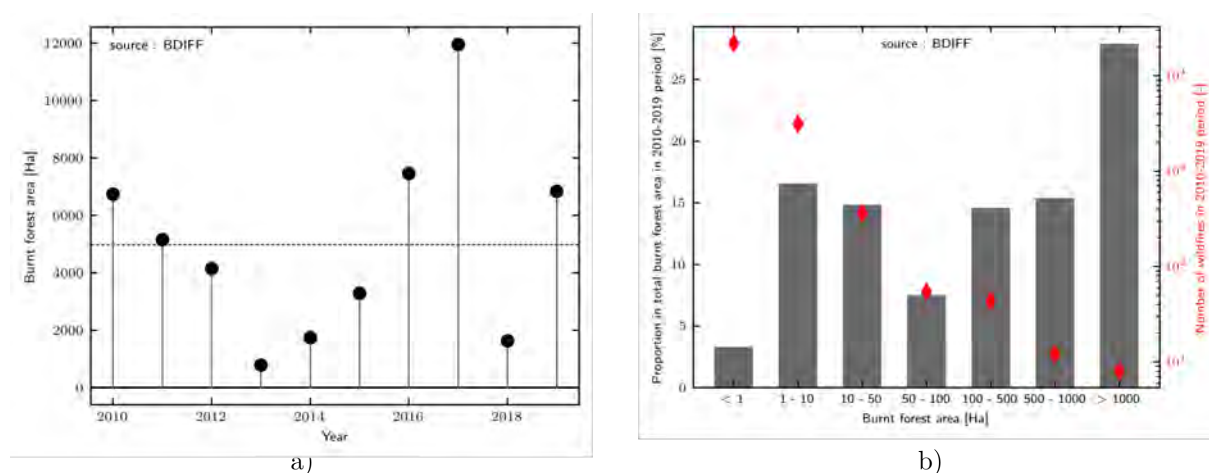 12000
10000
8000
6000
4000
2000
0
source : BDIFF
Burnt forest area [Ha]
2010
2012
2014
2016
2018
Year
a)
25
20
15
10
5
0
source : BDIFF
Proportion in total burnt forest area in 2010-2019 period [%]
< 1
1 - 10
10 - 50
50 - 100
100 - 500
500 - 1000
> 1000
Burnt forest area [Ha]
10²
10¹
Number of wildfires in 2010-2019 period [-]
b)